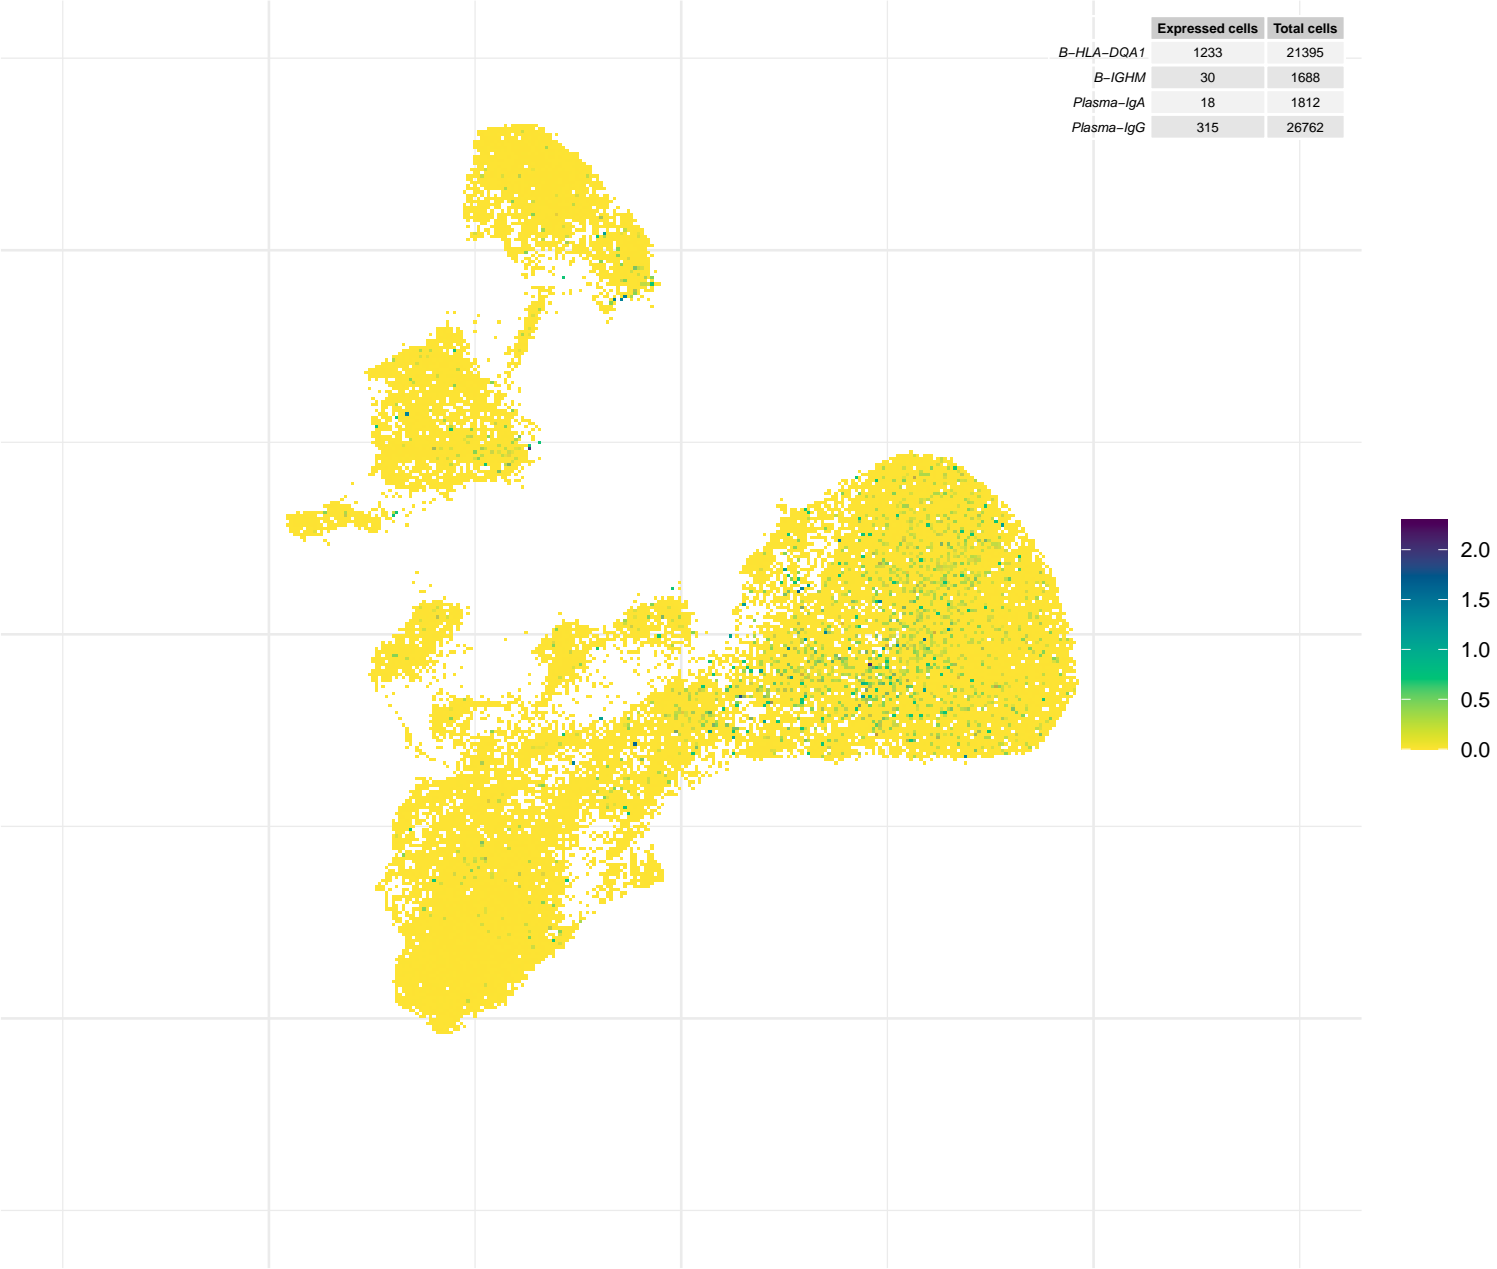 Expressed cells Total cells
B−HLA−DQA1 1233 21395
B−IGHM 30 1688
Plasma−IgA 18 1812
Plasma−IgG 315 26762
2.0
1.5
1.0
0.5
0.0